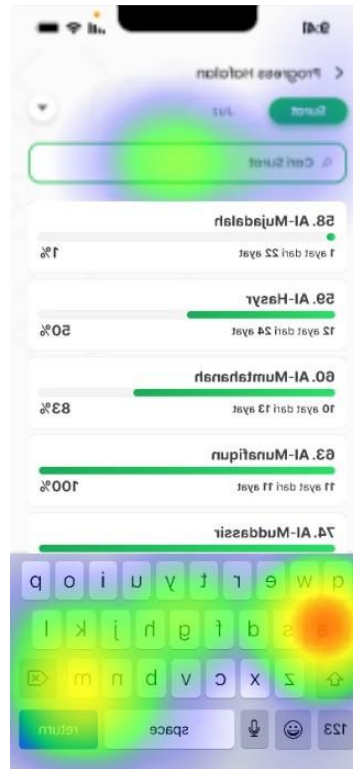 9:41
Progress Hafalan
Surat Juz
Cari Surat
58. Al-Mujadalah
1 ayat dari 22 ayat 1%
59. Al-Hasyr
12 ayat dari 24 ayat 50%
60. Al-Mumtahanah
10 ayat dari 13 ayat 83%
63. Al-Munafiqun
11 ayat dari 11 ayat 100%
74. Al-Muddassir
q w e r t y u i o p
a s d f g h j k l
z x c v b n m
123 space return